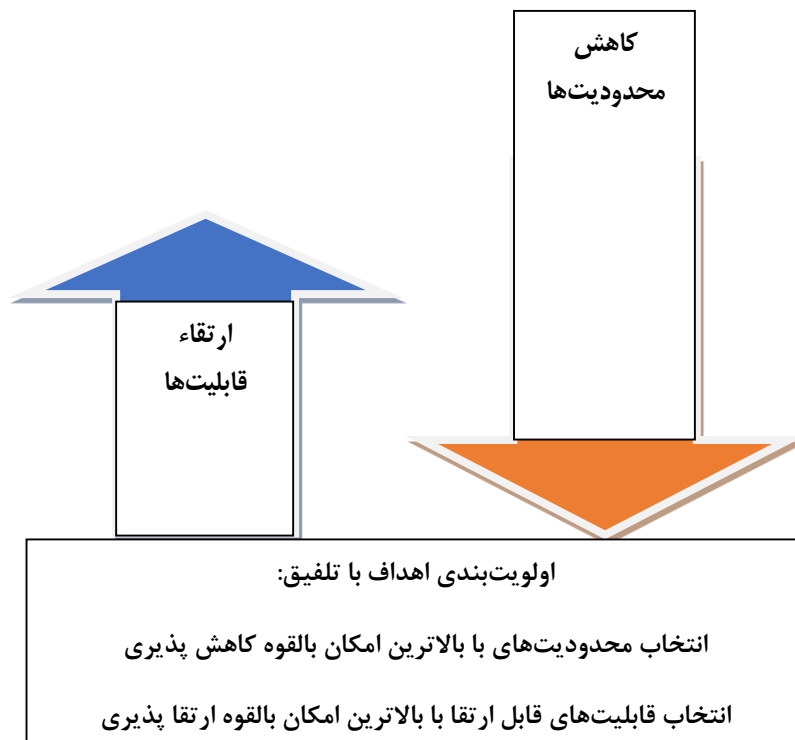 کاهش
محدودیت‌ها
ارتقاء
قابلیت‌ها
اولویت‌بندی اهداف با تلفیق:
انتخاب محدودیت‌های با بالاترین امکان بالقوه کاهش پذیری
انتخاب قابلیت‌های قابل ارتقا با بالاترین امکان بالقوه ارتقا پذیری